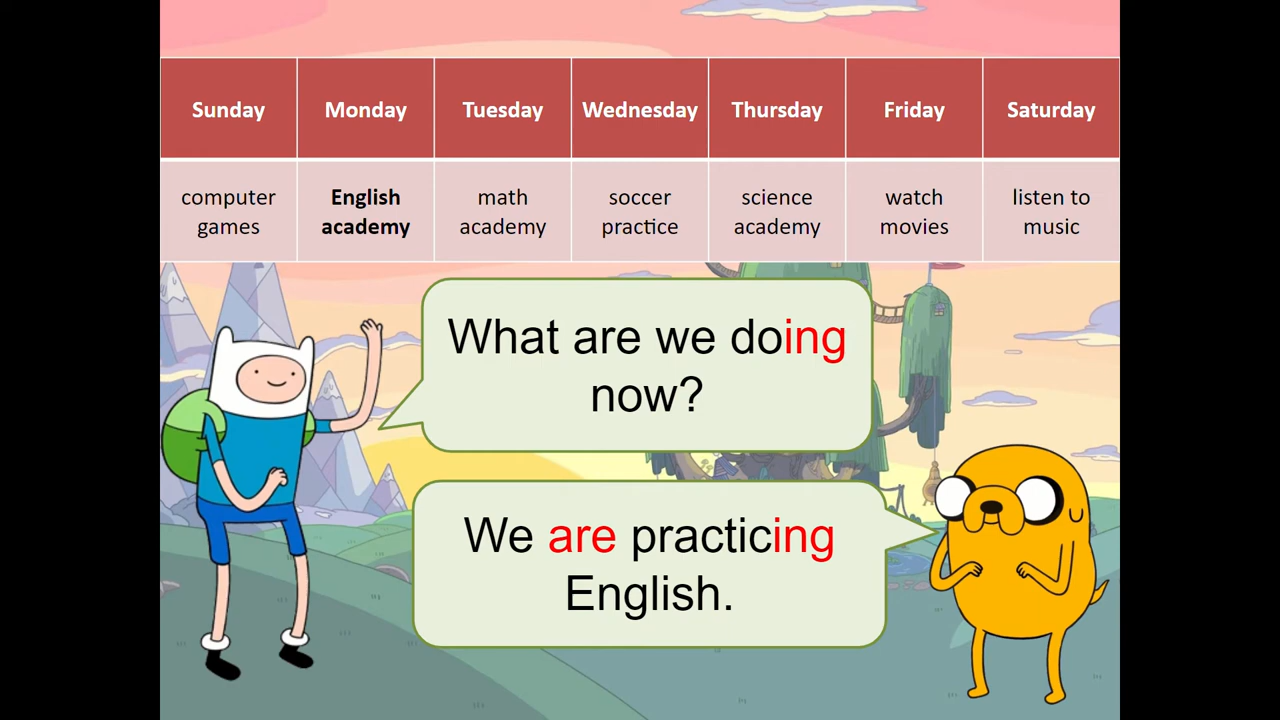 Sunday Monday Tuesday Wednesday Thursday Friday Saturday
computer English math soccer science watch listen to
games academy academy practice academy movies music
What are we doing
now?
We are practicing
English.